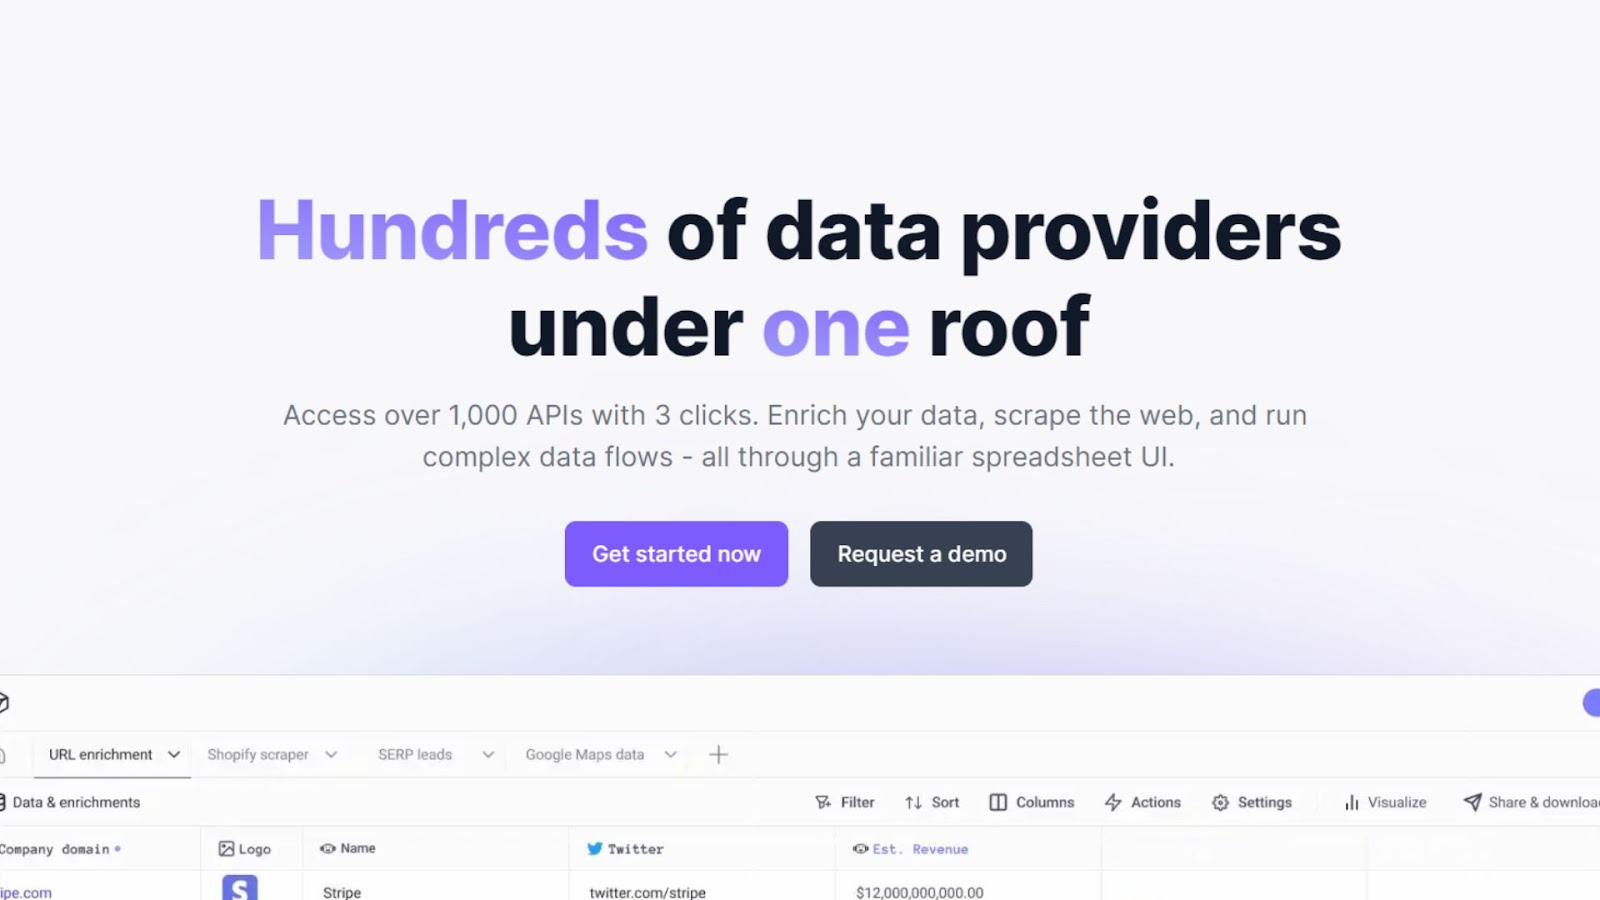 Hundreds of data providers
under one roof
Access over 1,000 APIs with 3 clicks. Enrich your data, scrape the web, and run
complex data flows - all through a familiar spreadsheet UI.
Get started now
Request a demo
URL enrichment
Shopify scraper
SERP leads
Google Maps data
Data & enrichments
Filter
Sort
Columns
Actions
Settings
Visualize
Share & downloa
Company domain
Logo
Name
Twitter
Est. Revenue
ipe.com
S
Stripe
twitter.com/stripe
$12,000,000,000.00